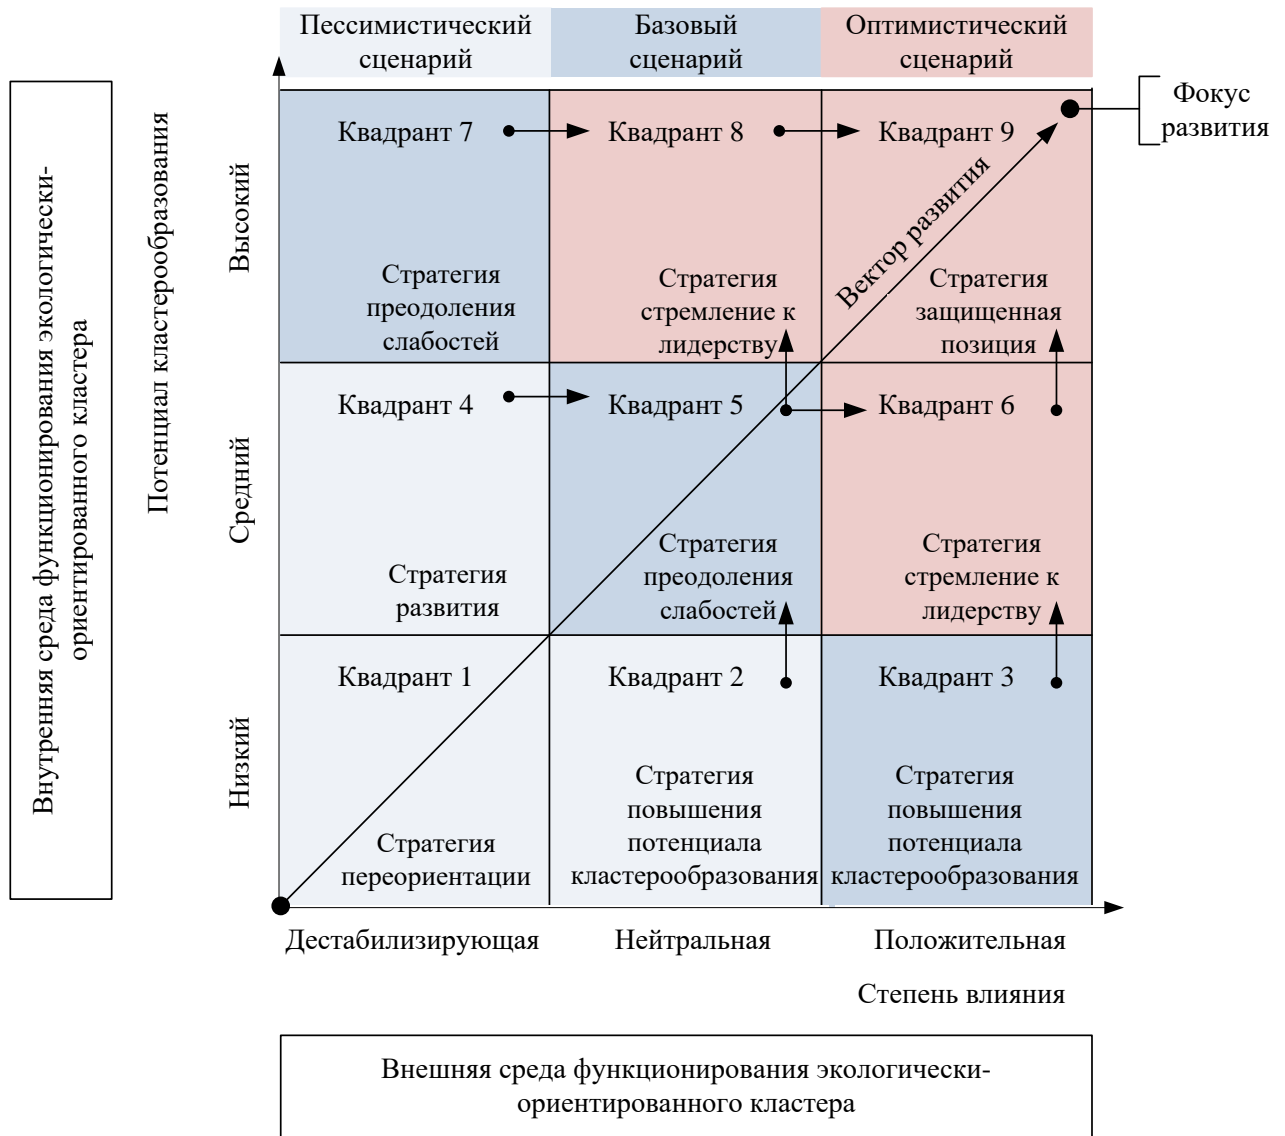 Пессимистический
сценарий
Базовый
сценарий
Оптимистический
сценарий
Фокус
развития
Внутренняя среда функционирования экологически-
ориентированного кластера
Потенциал кластерообразования
Высокий
Средний
Низкий
Квадрант 7
Стратегия
преодоления
слабостей
Квадрант 8
Стратегия
стремление к
лидерству
Квадрант 9
Вектор развития
Стратегия
защищенная
позиция
Квадрант 4
Стратегия
развития
Квадрант 5
Стратегия
преодоления
слабостей
Квадрант 6
Стратегия
стремление к
лидерству
Квадрант 1
Стратегия
переориентации
Квадрант 2
Стратегия
повышения
потенциала
кластерообразования
Квадрант 3
Стратегия
повышения
потенциала
кластерообразования
Дестабилизирующая
Нейтральная
Положительная
Степень влияния
Внешняя среда функционирования экологически-
ориентированного кластера